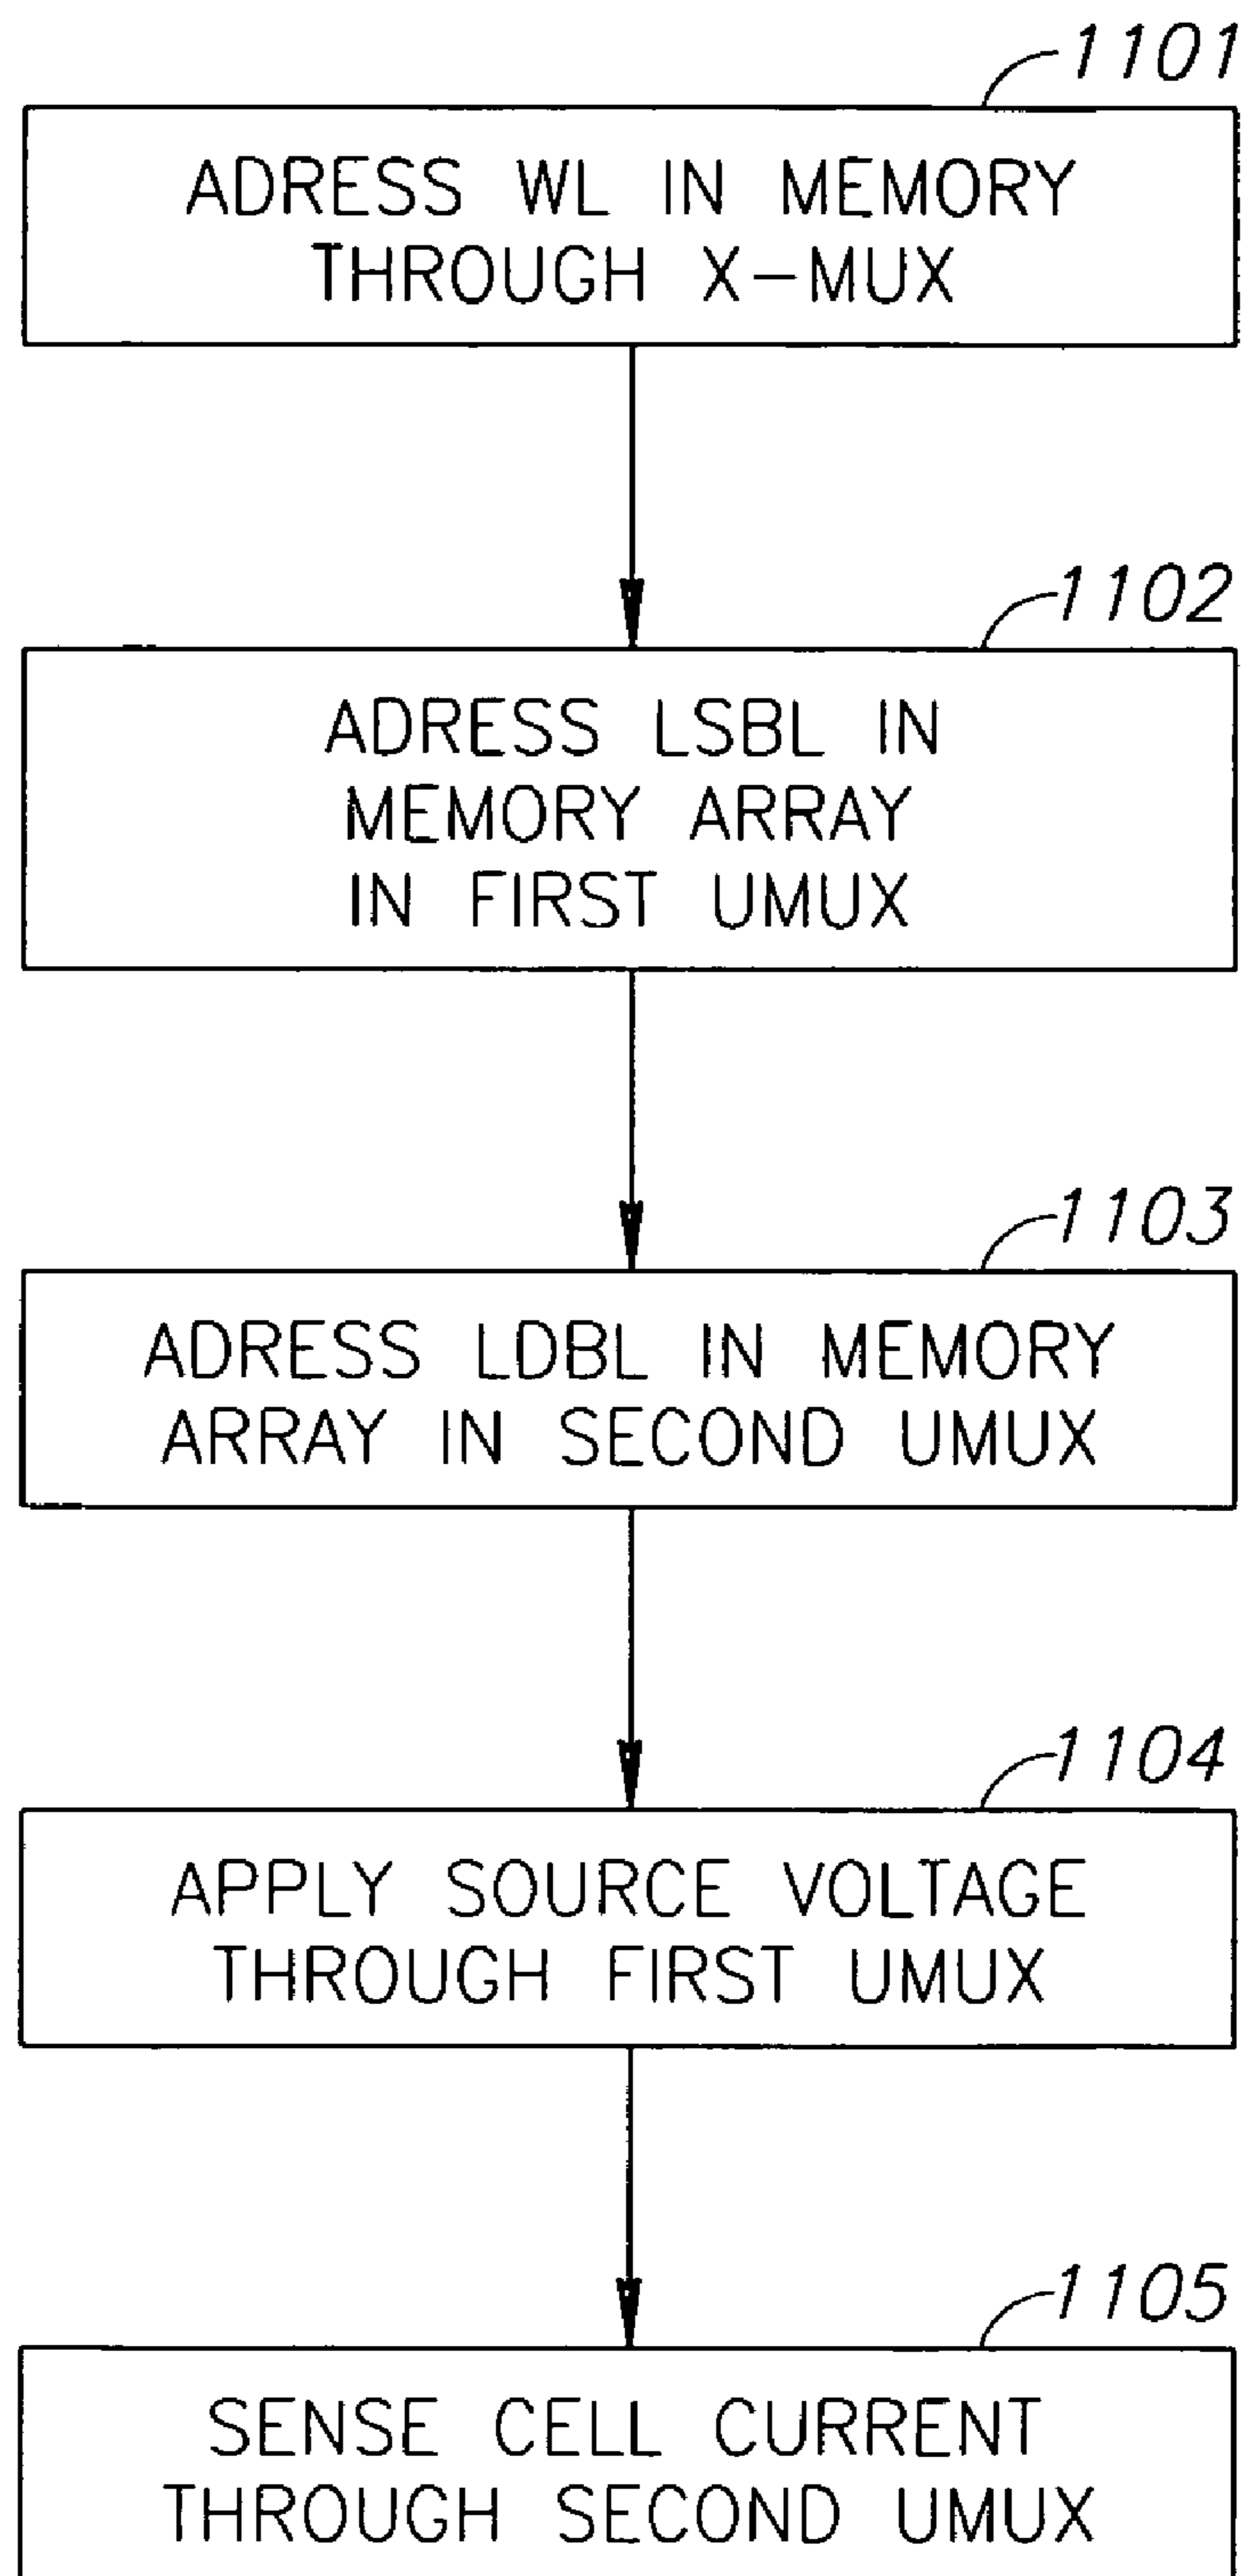 1101
ADRESS WL IN MEMORY
THROUGH X-MUX
1102
ADRESS LSBL IN
MEMORY ARRAY
IN FIRST UMUX
1103
ADRESS LDBL IN MEMORY
ARRAY IN SECOND UMUX
1104
APPLY SOURCE VOLTAGE
THROUGH FIRST UMUX
1105
SENSE CELL CURRENT
THROUGH SECOND UMUX